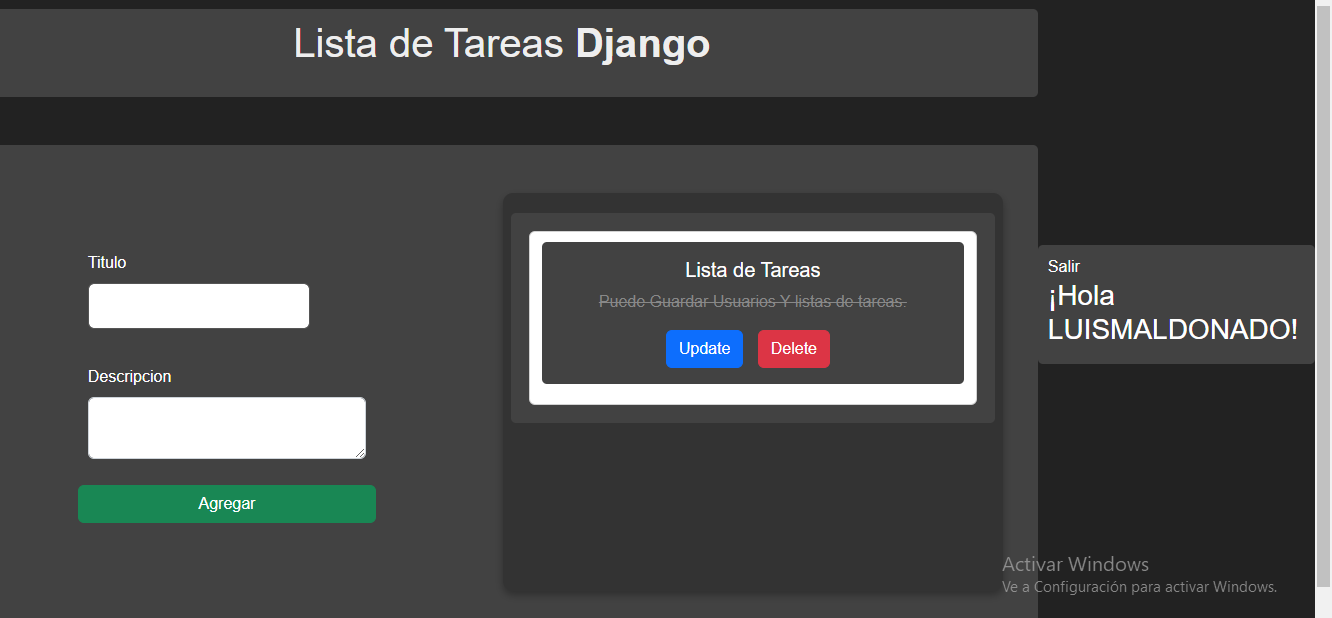 Lista de Tareas Django
Titulo
Descripcion
Agregar
Lista de Tareas
Puede Guardar Usuarios Y listas de tareas.
Update
Delete
Salir
¡Hola
LUISMALDONADO!
Activar Windows
Ve a Configuración para activar Windows.